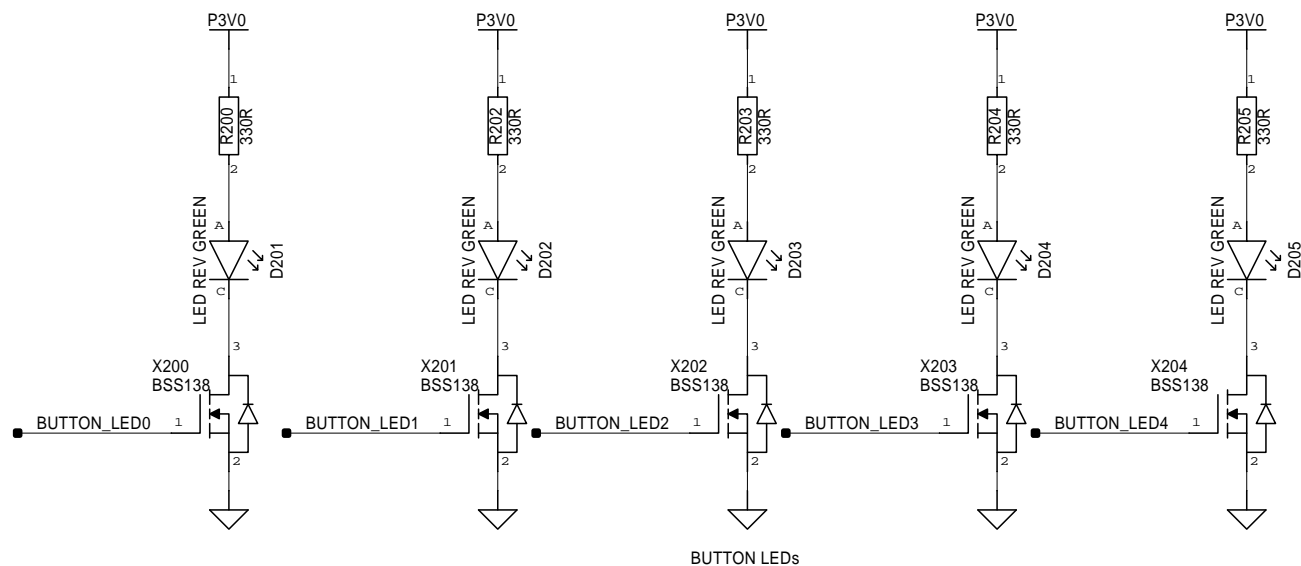 P3V0 P3V0 P3V0 P3V0 P3V0
1 1 1 1 1
R200 330R R202 330R R203 330R R204 330R R205 330R
2 2 2 2 2
LED REV GREEN A C D201
LED REV GREEN A C D202
LED REV GREEN A C D203
LED REV GREEN A C D204
LED REV GREEN A C D205
3 3 3 3 3
X200 X201 X202 X203 X204
BSS138 BSS138 BSS138 BSS138 BSS138
BUTTON_LED0 1 BUTTON_LED1 1 BUTTON_LED2 1 BUTTON_LED3 1 BUTTON_LED4 1
2 2 2 2 2
BUTTON LEDs